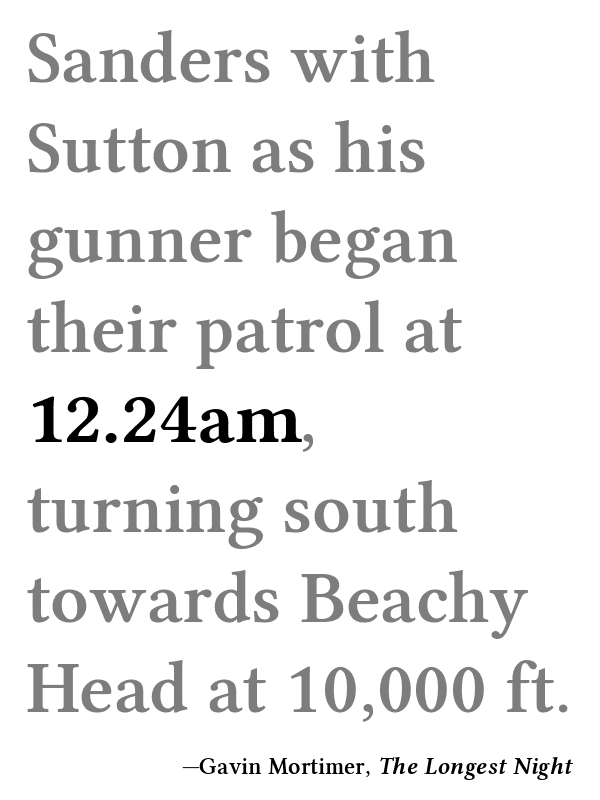 Sanders with
Sutton as his
gunner began
their patrol at
12.24am,
turning south
towards Beachy
Head at 10,000 ft.
—Gavin Mortimer, The Longest Night